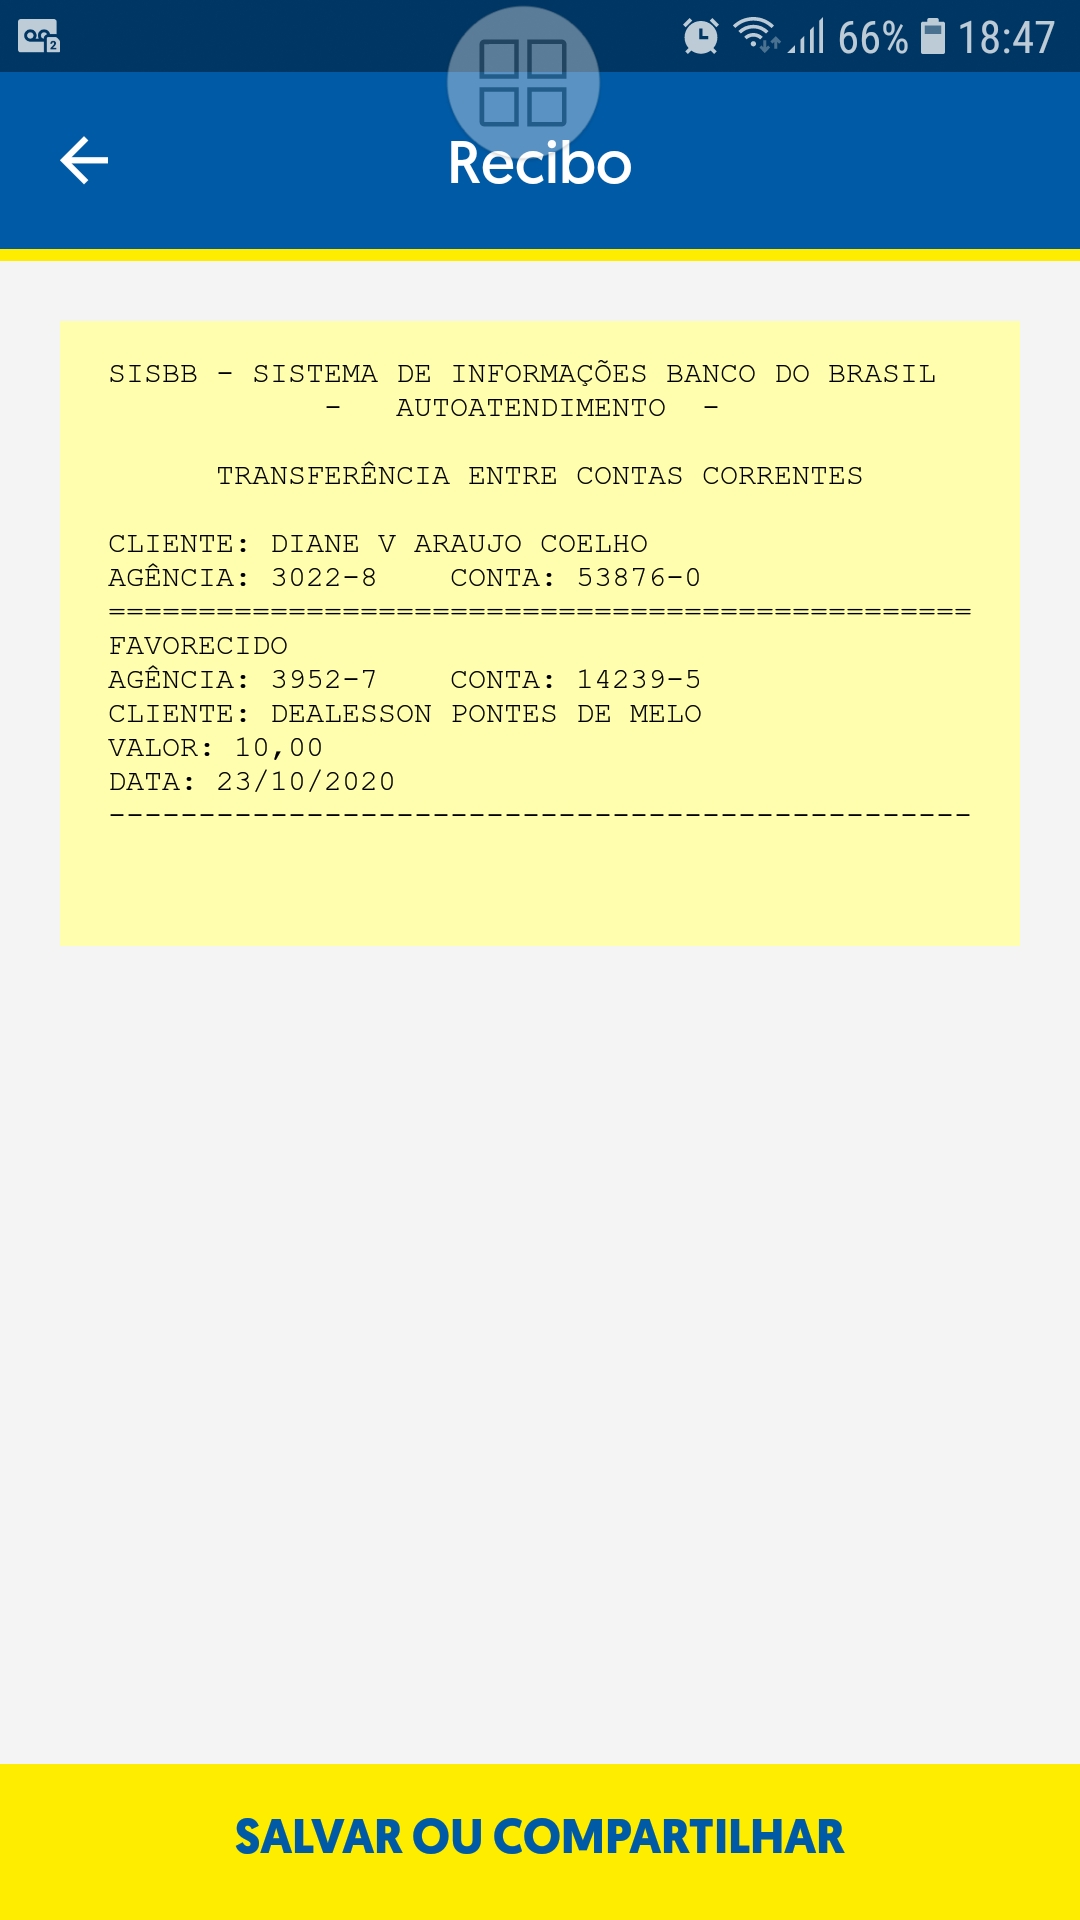 2
66% 18:47
Recibo
SISBB - SISTEMA DE INFORMAÇÕES BANCO DO BRASIL
- AUTOATENDIMENTO -
TRANSFERÊNCIA ENTRE CONTAS CORRENTES
CLIENTE: DIANE V ARAUJO COELHO
AGÊNCIA: 3022-8 CONTA: 53876-0
================================================
FAVORECIDO
AGÊNCIA: 3952-7 CONTA: 14239-5
CLIENTE: DEALESSON PONTES DE MELO
VALOR: 10,00
DATA: 23/10/2020
------------------------------------------------
SALVAR OU COMPARTILHAR